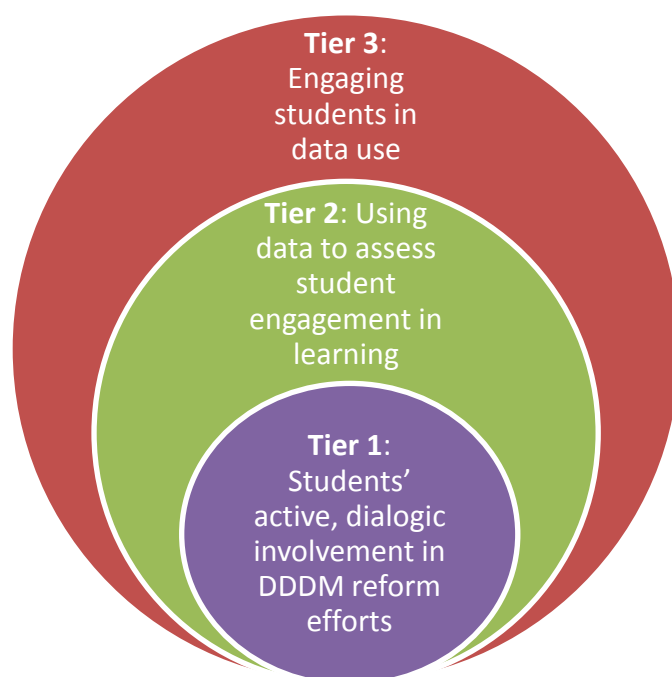 Tier 3:
Engaging
students in
data use
Tier 2: Using
data to assess
student
engagement in
learning
Tier 1:
Students’
active, dialogic
involvement in
DDDM reform
efforts